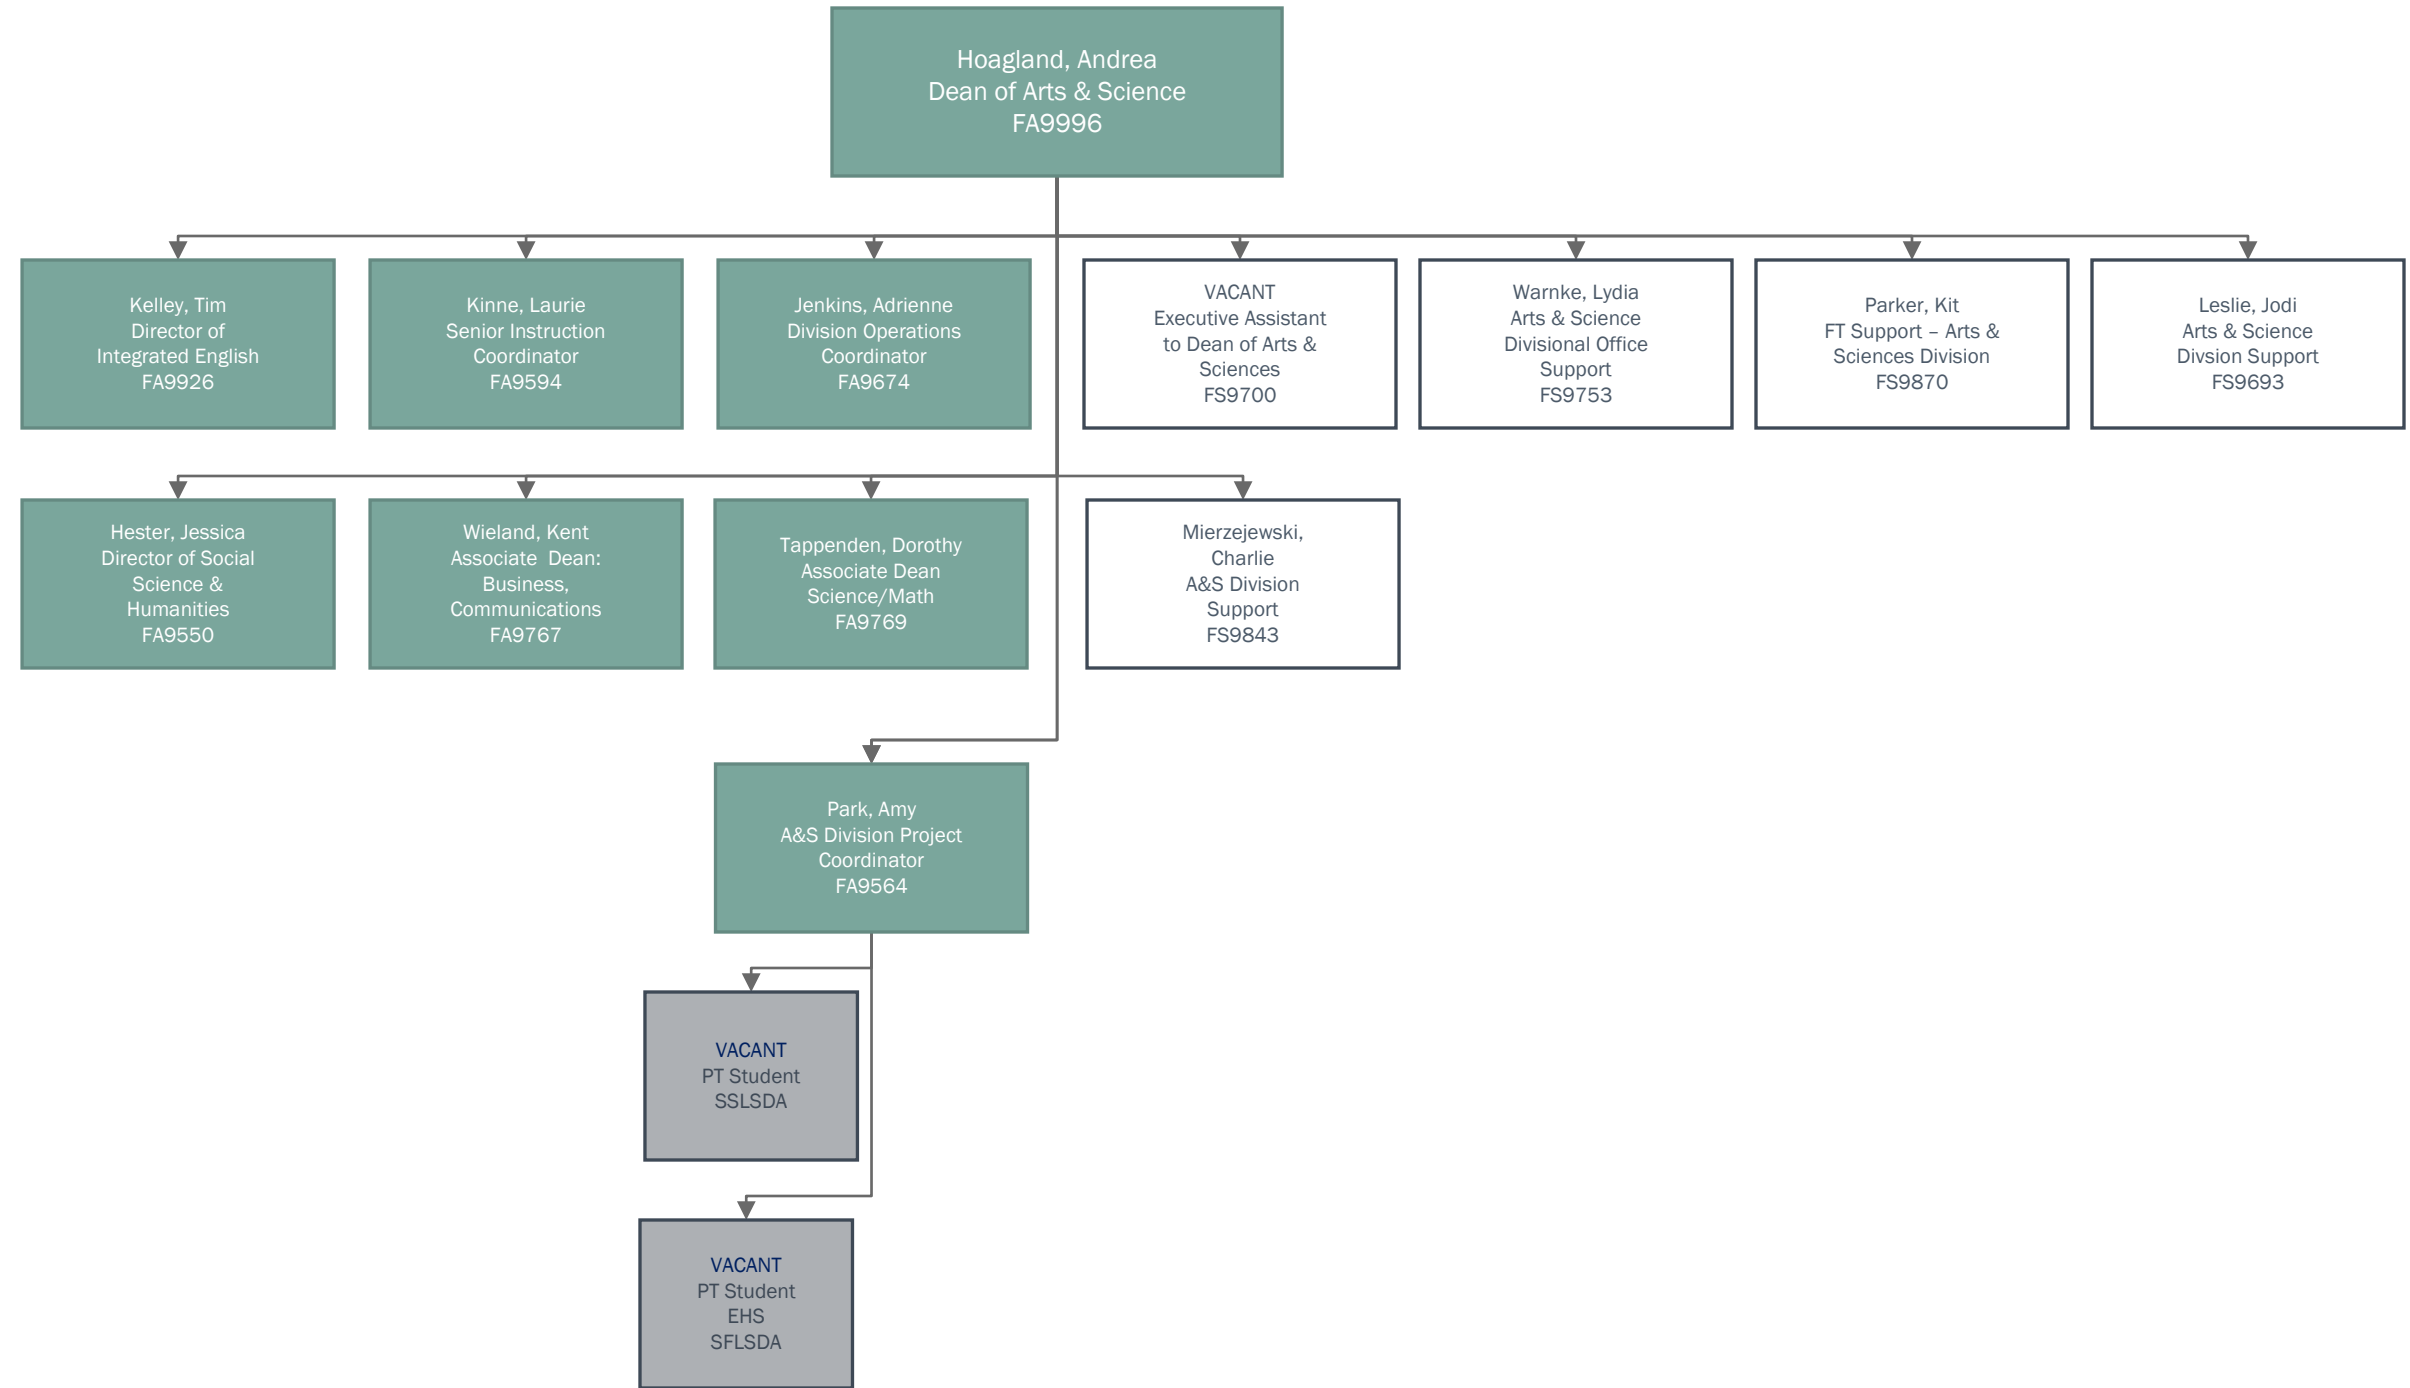 Hoagland, Andrea
Dean of Arts & Science
FA9996
Kelley, Tim
Director of
Integrated English
FA9926
Kinne, Laurie
Senior Instruction
Coordinator
FA9594
Jenkins, Adrienne
Division Operations
Coordinator
FA9674
VACANT
Executive Assistant
to Dean of Arts &
Sciences
FS9700
Warnke, Lydia
Arts & Science
Divisional Office
Support
FS9753
Parker, Kit
FT Support – Arts &
Sciences Division
FS9870
Leslie, Jodi
Arts & Science
Divsion Support
FS9693
Hester, Jessica
Director of Social
Science &
Humanities
FA9550
Wieland, Kent
Associate  Dean:
Business,
Communications
FA9767
Tappenden, Dorothy
Associate Dean
Science/Math
FA9769
Mierzejewski,
Charlie
A&S Division
Support
FS9843
Park, Amy
A&S Division Project
Coordinator
FA9564
VACANT
PT Student
SSLSDA
VACANT
PT Student
EHS
SFLSDA